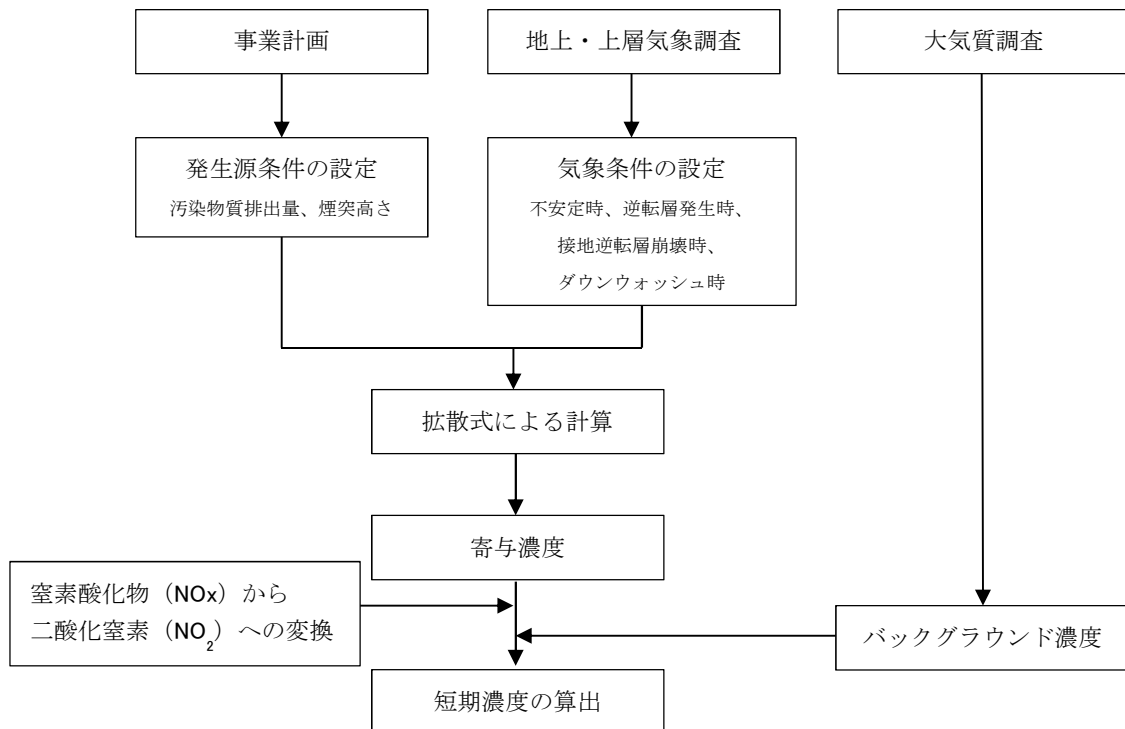 事業計画
地上・上層気象調査
大気質調査
発生源条件の設定
汚染物質排出量、煙突高さ
気象条件の設定
不安定時、逆転層発生時、
接地逆転層崩壊時、
ダウンウォッシュ時
拡散式による計算
寄与濃度
窒素酸化物（NOx）から
二酸化窒素（NO₂）への変換
バックグラウンド濃度
短期濃度の算出